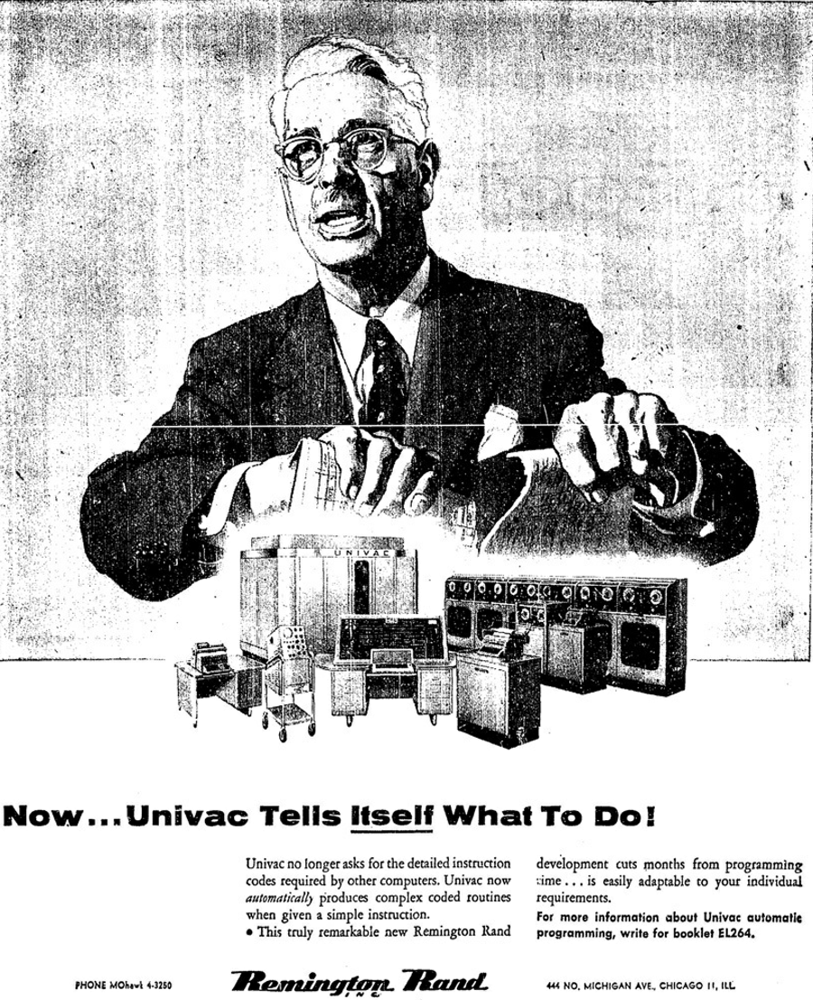 UNIVAC
Now...Univac Tells Itself What To Do!
Univac no longer asks for the detailed instruction
codes required by other computers. Univac now
automatically produces complex coded routines
when given a simple instruction.
• This truly remarkable new Remington Rand
development cuts months from programming
time . . . is easily adaptable to your individual
requirements.
For more information about Univac automatic
programming, write for booklet EL264.
PHONE MOhawk 4-3250
Remington Rand
INC
444 NO. MICHIGAN AVE., CHICAGO 11, ILL